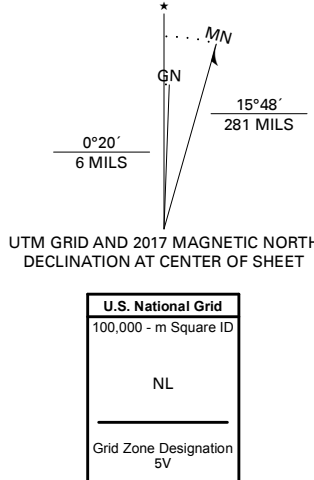 ★
MN
GN
15°48´
281 MILS
0°20´
6 MILS
UTM GRID AND 2017 MAGNETIC NORTH
DECLINATION AT CENTER OF SHEET
U.S. National Grid
100,000 - m Square ID
NL
Grid Zone Designation
5V